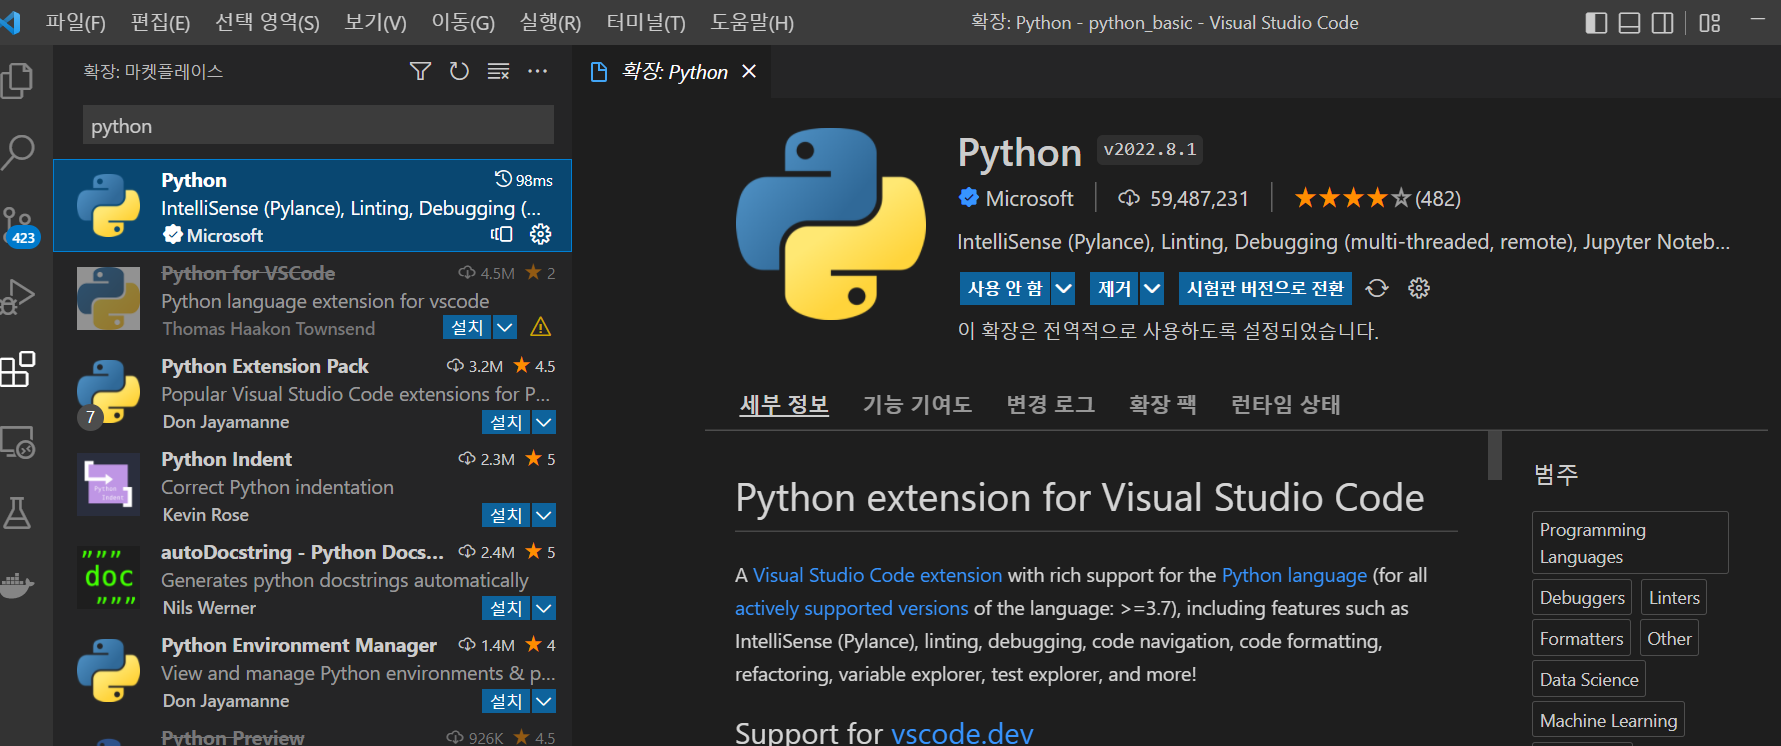 파일(F) 편집(E) 선택 영역(S) 보기(V) 이동(G) 실행(R) 터미널(T) 도움말(H) 확장: Python - python_basic - Visual Studio Code
확장: 마켓플레이스
python
Python 98ms
IntelliSense (Pylance), Linting, Debugging (...
Microsoft
Python for VSCode 4.5M 2
Python language extension for vscode
Thomas Haakon Townsend 설치
Python Extension Pack 3.2M 4.5
Popular Visual Studio Code extensions for P...
7
Don Jayamanne 설치
Python Indent 2.3M 5
Correct Python indentation
Kevin Rose 설치
Python
Indent
autoDocstring - Python Docs... 2.4M 5
Generates python docstrings automatically
Nils Werner 설치
"""
doc
"""
Python Environment Manager 1.4M 4
View and manage Python environments & p...
Don Jayamanne 설치
Python Preview 926K 4.5
423
확장: Python
Python v2022.8.1
Microsoft 59,487,231 (482)
IntelliSense (Pylance), Linting, Debugging (multi-threaded, remote), Jupyter Noteb...
사용 안 함 제거 시험판 버전으로 전환
이 확장은 전역적으로 사용하도록 설정되었습니다.
세부 정보 기능 기여도 변경 로그 확장 팩 런타임 상태
Python extension for Visual Studio Code
A Visual Studio Code extension with rich support for the Python language (for all
actively supported versions of the language: >=3.7), including features such as
IntelliSense (Pylance), linting, debugging, code navigation, code formatting,
refactoring, variable explorer, test explorer, and more!
Support for vscode.dev
범주
Programming
Languages
Debuggers Linters
Formatters Other
Data Science
Machine Learning